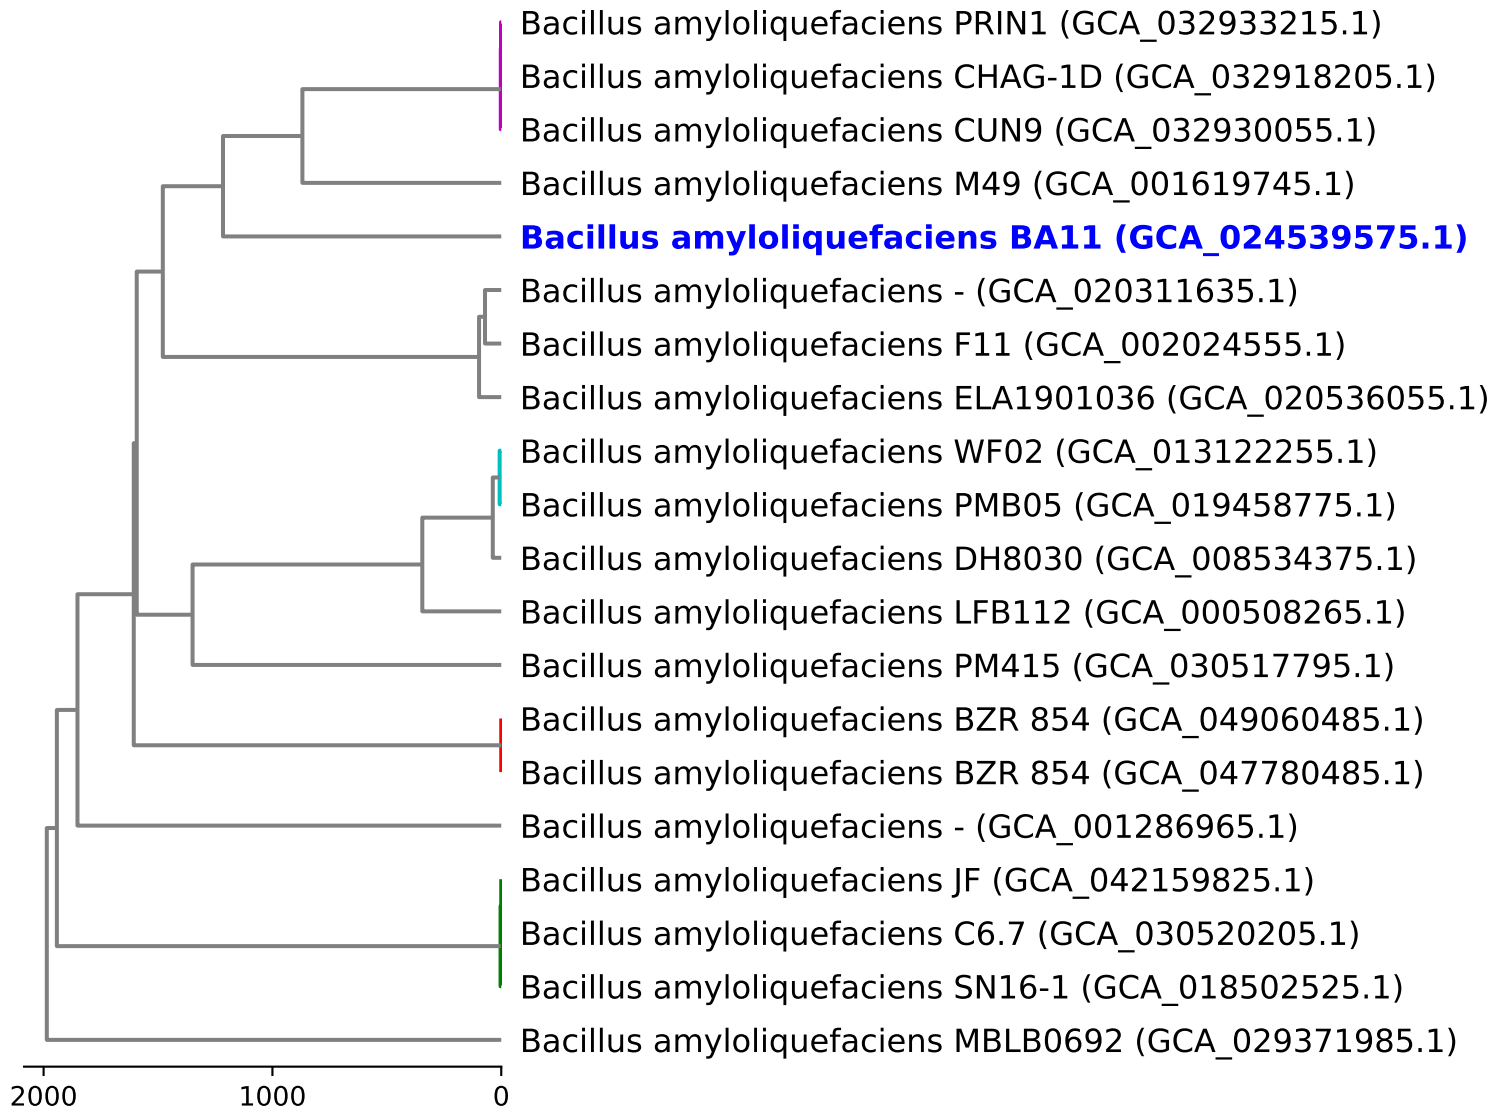 Bacillus amyloliquefaciens PRIN1 (GCA_032933215.1)
Bacillus amyloliquefaciens CHAG-1D (GCA_032918205.1)
Bacillus amyloliquefaciens CUN9 (GCA_032930055.1)
Bacillus amyloliquefaciens M49 (GCA_001619745.1)
Bacillus amyloliquefaciens BA11 (GCA_024539575.1)
Bacillus amyloliquefaciens - (GCA_020311635.1)
Bacillus amyloliquefaciens F11 (GCA_002024555.1)
Bacillus amyloliquefaciens ELA1901036 (GCA_020536055.1)
Bacillus amyloliquefaciens WF02 (GCA_013122255.1)
Bacillus amyloliquefaciens PMB05 (GCA_019458775.1)
Bacillus amyloliquefaciens DH8030 (GCA_008534375.1)
Bacillus amyloliquefaciens LFB112 (GCA_000508265.1)
Bacillus amyloliquefaciens PM415 (GCA_030517795.1)
Bacillus amyloliquefaciens BZR 854 (GCA_049060485.1)
Bacillus amyloliquefaciens BZR 854 (GCA_047780485.1)
Bacillus amyloliquefaciens - (GCA_001286965.1)
Bacillus amyloliquefaciens JF (GCA_042159825.1)
Bacillus amyloliquefaciens C6.7 (GCA_030520205.1)
Bacillus amyloliquefaciens SN16-1 (GCA_018502525.1)
Bacillus amyloliquefaciens MBLB0692 (GCA_029371985.1)
2000 1000 0